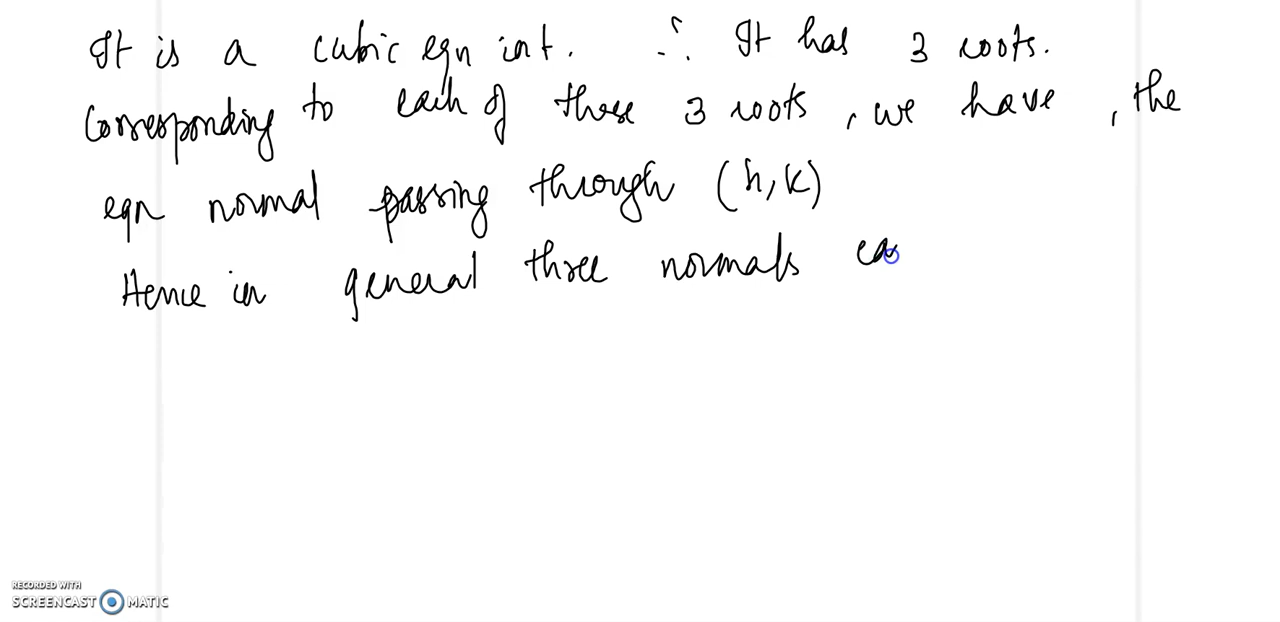 It is a cubic eqn in t. ∴ It has 3 roots.
Corresponding to each of these 3 roots, we have, the
eqn normal passing through (h, k)
Hence in general three normals ca
RECORDED WITH
SCREENCAST MATIC